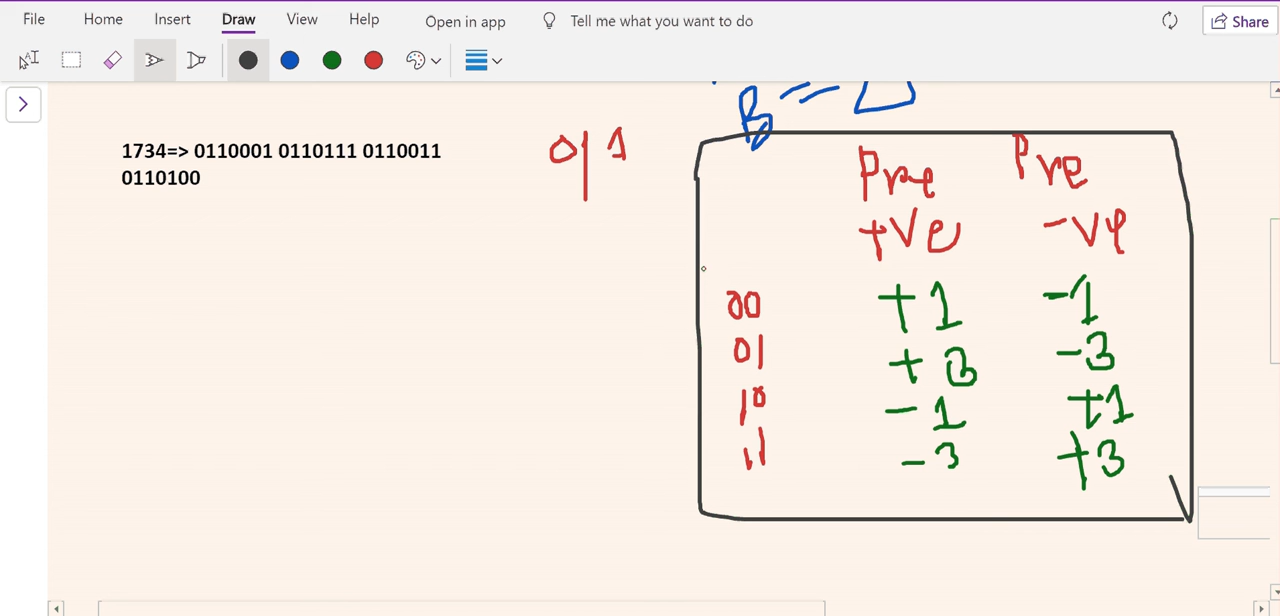 File Home Insert Draw View Help Open in app Tell me what you want to do Share
B =
1734=> 0110001 0110111 0110011
0110100
0 1
Pre Pre
+ve -ve
00 +1 -1
01 +3 -3
10 -1 +1
11 -3 +3